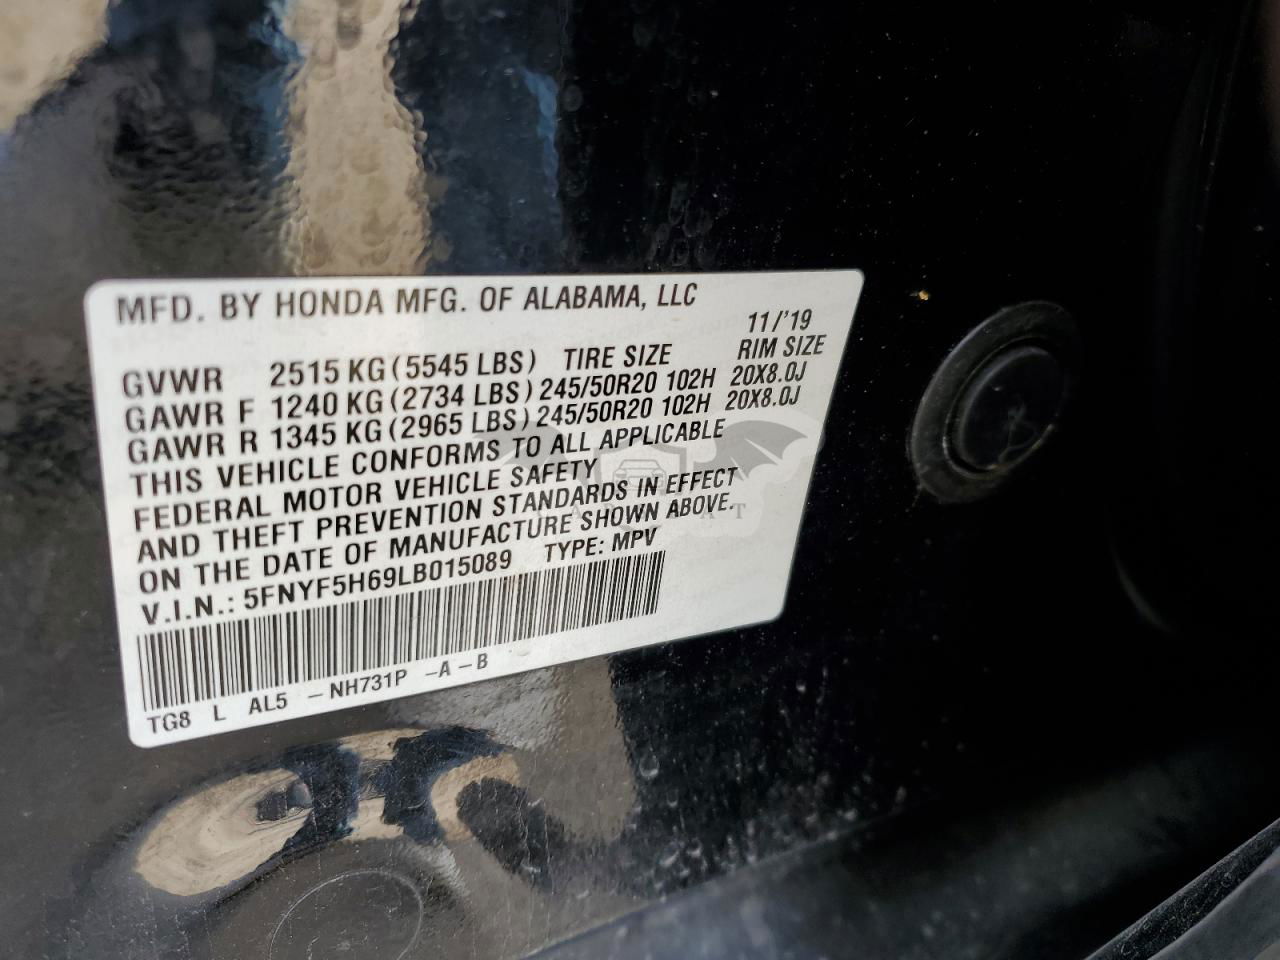 MFD. BY HONDA MFG. OF ALABAMA, LLC
11/'19
GVWR 2515 KG (5545 LBS) TIRE SIZE RIM SIZE
GAWR F 1240 KG (2734 LBS) 245/50R20 102H 20X8.0J
GAWR R 1345 KG (2965 LBS) 245/50R20 102H 20X8.0J
THIS VEHICLE CONFORMS TO ALL APPLICABLE
FEDERAL MOTOR VEHICLE SAFETY
AND THEFT PREVENTION STANDARDS IN EFFECT
ON THE DATE OF MANUFACTURE SHOWN ABOVE.
V.I.N.: 5FNYF5H69LB015089 TYPE: MPV
TG8 L AL5 -NH731P -A-B